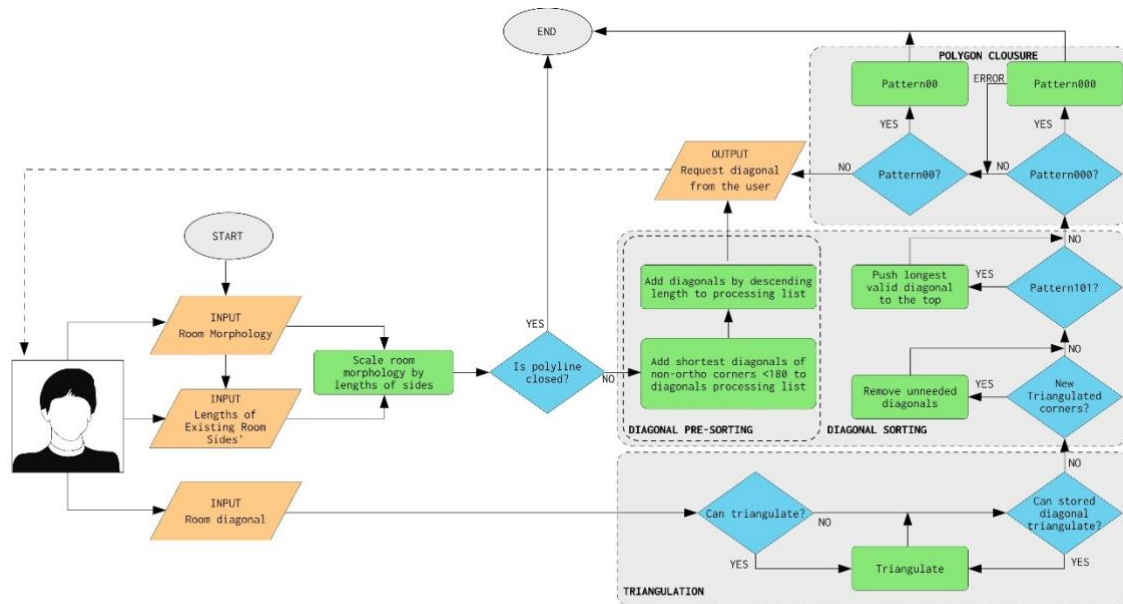 END
POLYGON CLOUSURE
Pattern00
ERROR
Pattern000
YES
YES
OUTPUT
Request diagonal
from the user
NO
Pattern00?
NO
Pattern000?
START
NO
Add diagonals by descending
length to processing list
Push longest
valid diagonal
to the top
YES
Pattern101?
INPUT
Room Morphology
YES
NO
Scale room
morphology by
lengths of sides
Is polyline
closed?
NO
Add shortest diagonals of
non-ortho corners <180 to
diagonals processing list
NO
Remove unneeded
diagonals
YES
New
Triangulated
corners?
INPUT
Lengths of
Existing Room
Sides'
DIAGONAL PRE-SORTING
DIAGONAL SORTING
NO
INPUT
Room diagonal
Can triangulate?
NO
Can stored
diagonal
triangulate?
YES
Triangulate
YES
TRIANGULATION